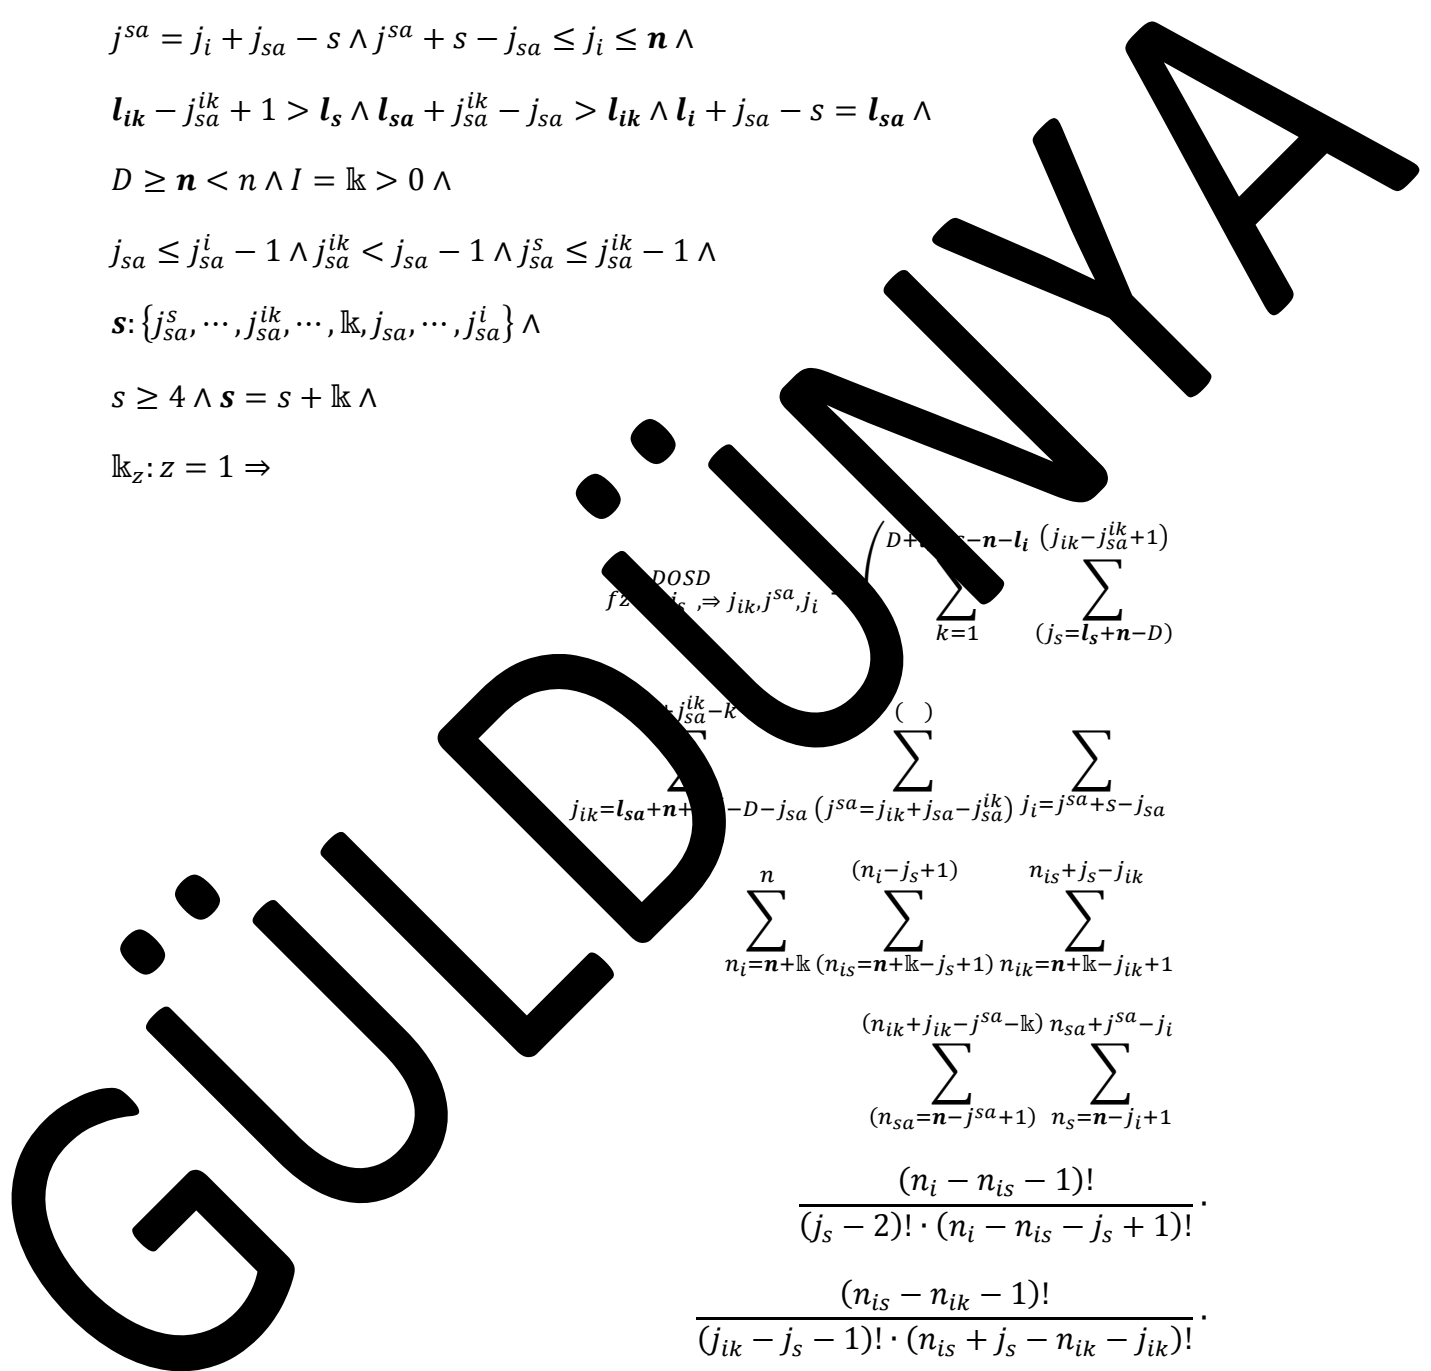 j^{sa} = j_i + j_{sa} − s ∧ j^{sa} + s − j_{sa} ≤ j_i ≤ 𝒏 ∧
𝒍_{𝒊𝒌} − j_{sa}^{ik} + 1 > 𝒍_𝒔 ∧ 𝒍_{𝒔𝒂} + j_{sa}^{ik} − j_{sa} > 𝒍_{𝒊𝒌} ∧ 𝒍_𝒊 + j_{sa} − s = 𝒍_{𝒔𝒂} ∧
D ≥ 𝒏 < n ∧ I = 𝕜 > 0 ∧
j_{sa} ≤ j_{sa}^{i} − 1 ∧ j_{sa}^{ik} < j_{sa} − 1 ∧ j_{sa}^{s} ≤ j_{sa}^{ik} − 1 ∧
𝒔: {j_{sa}^{s}, ⋯ , j_{sa}^{ik}, ⋯ , 𝕜, j_{sa}, ⋯ , j_{sa}^{i}} ∧
s ≥ 4 ∧ 𝒔 = s + 𝕜 ∧
𝕜_z: z = 1 ⇒
DOSD ⇒ j_{ik}, j^{sa}, j_i ( ∑_{k=1}^{−𝒏−𝒍_𝒊} ∑_{(j_s=𝒍_𝒔+𝒏−D)}^{(j_{ik}−j_{sa}^{ik}+1)}
∑_{j_{ik}=𝒍_{𝒔𝒂}+𝒏+ −D−j_{sa}}^{+j_{sa}^{ik}−k} ∑_{(j^{sa}=j_{ik}+j_{sa}−j_{sa}^{ik})}^{( )} ∑_{j_i=j^{sa}+s−j_{sa}}
∑_{n_i=𝒏+𝕜}^{n} ∑_{(n_{is}=𝒏+𝕜−j_s+1)}^{(n_i−j_s+1)} ∑_{n_{ik}=𝒏+𝕜−j_{ik}+1}^{n_{is}+j_s−j_{ik}}
∑_{(n_{sa}=𝒏−j^{sa}+1)}^{(n_{ik}+j_{ik}−j^{sa}−𝕜)} ∑_{n_s=𝒏−j_i+1}^{n_{sa}+j^{sa}−j_i}
(n_i − n_{is} − 1)!
(j_s − 2)! · (n_i − n_{is} − j_s + 1)! ·
(n_{is} − n_{ik} − 1)!
(j_{ik} − j_s − 1)! · (n_{is} + j_s − n_{ik} − j_{ik})! ·
GÜLDÜNYA